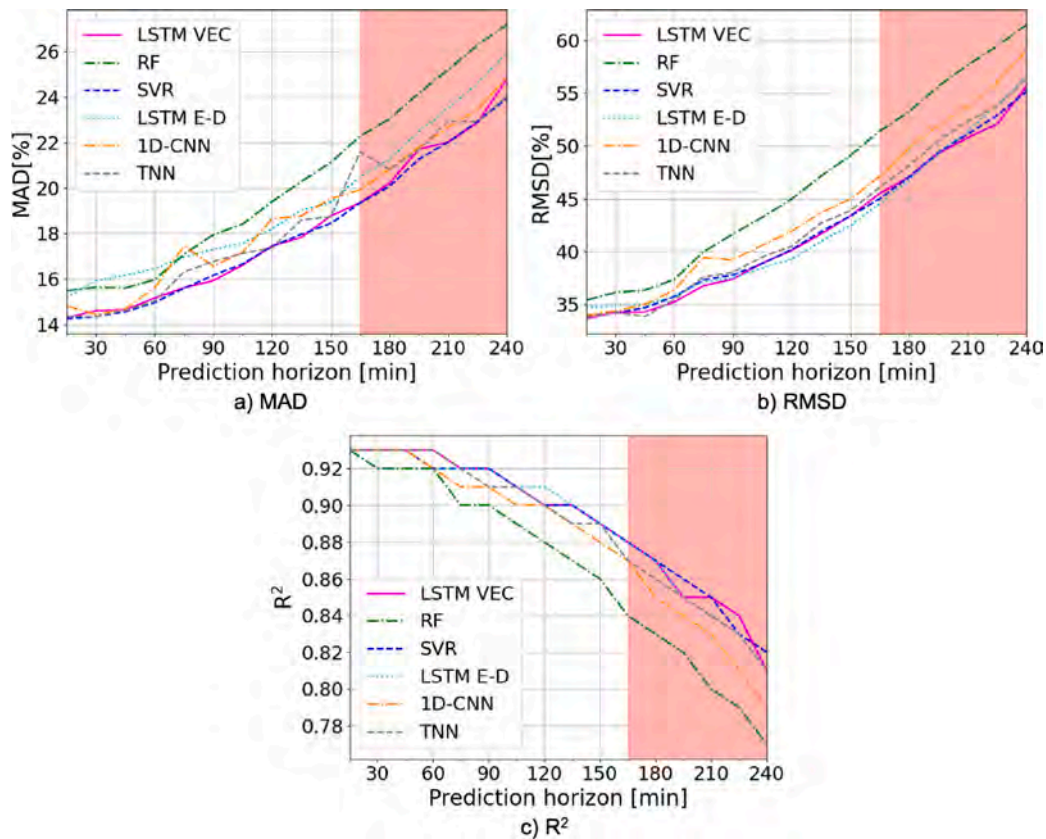 26
24
22
20
18
16
14
MAD[%]
LSTM VEC
RF
SVR
LSTM E-D
1D-CNN
TNN
30 60 90 120 150 180 210 240
Prediction horizon [min]
a) MAD
60
55
50
45
40
35
RMSD[%]
LSTM VEC
RF
SVR
LSTM E-D
1D-CNN
TNN
30 60 90 120 150 180 210 240
Prediction horizon [min]
b) RMSD
0.92
0.90
0.88
0.86
0.84
0.82
0.80
0.78
R²
LSTM VEC
RF
SVR
LSTM E-D
1D-CNN
TNN
30 60 90 120 150 180 210 240
Prediction horizon [min]
c) R²